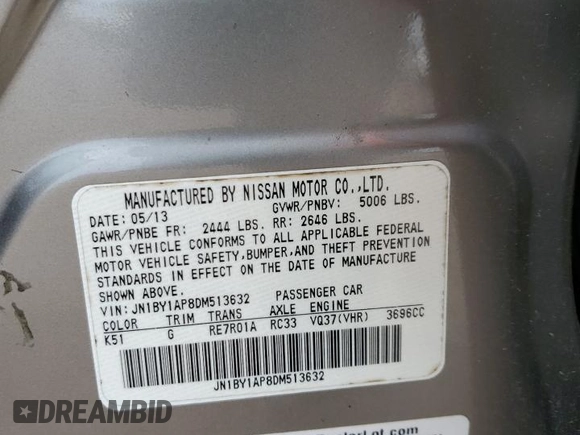 MANUFACTURED BY NISSAN MOTOR CO.,LTD.
DATE: 05/13 GVWR/PNBV: 5006 LBS.
GAWR/PNBE FR: 2444 LBS. RR: 2646 LBS.
THIS VEHICLE CONFORMS TO ALL APPLICABLE FEDERAL
MOTOR VEHICLE SAFETY,BUMPER,AND THEFT PREVENTION
STANDARDS IN EFFECT ON THE DATE OF MANUFACTURE
SHOWN ABOVE.
VIN: JN1BY1AP8DM513632 PASSENGER CAR
COLOR TRIM TRANS AXLE ENGINE
K51 G RE7R01A RC33 VQ37(VHR) 3696CC
JN1BY1AP8DM513632
DREAMBID